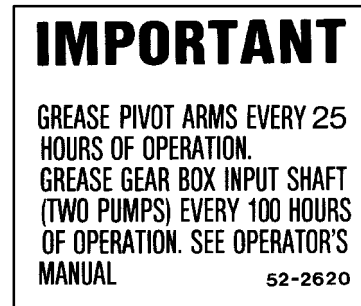 IMPORTANT
GREASE PIVOT ARMS EVERY 25
HOURS OF OPERATION.
GREASE GEAR BOX INPUT SHAFT
(TWO PUMPS) EVERY 100 HOURS
OF OPERATION. SEE OPERATOR'S
MANUAL 52-2620